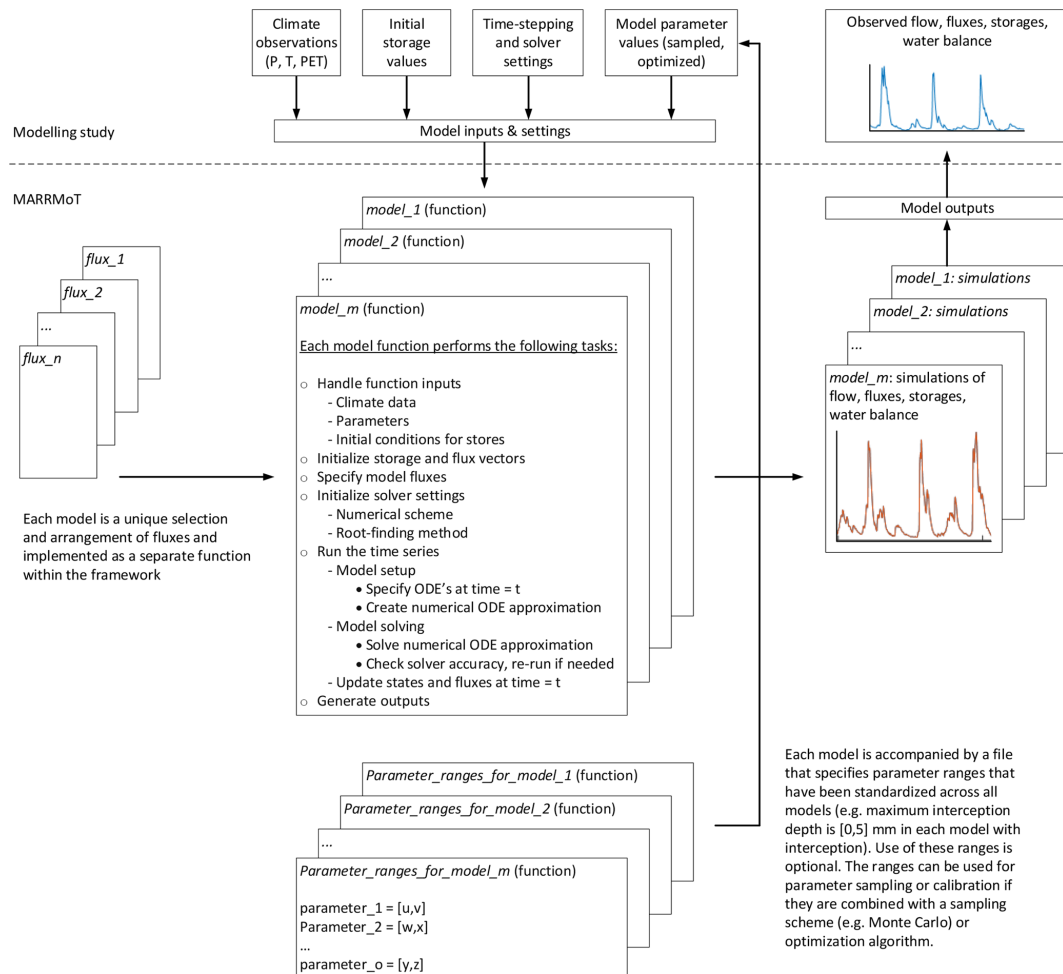 Climate
observations
(P, T, PET)
Initial
storage
values
Time-stepping
and solver
settings
Model parameter
values (sampled,
optimized)
Observed flow, fluxes, storages,
water balance
Model inputs & settings
Modelling study
MARRMoT
Model outputs
flux_1
flux_2
...
flux_n
Each model is a unique selection
and arrangement of fluxes and
implemented as a separate function
within the framework
model_1 (function)
model_2 (function)
...
model_m (function)
Each model function performs the following tasks:
○ Handle function inputs
- Climate data
- Parameters
- Initial conditions for stores
○ Initialize storage and flux vectors
○ Specify model fluxes
○ Initialize solver settings
- Numerical scheme
- Root-finding method
○ Run the time series
- Model setup
• Specify ODE's at time = t
• Create numerical ODE approximation
- Model solving
• Solve numerical ODE approximation
• Check solver accuracy, re-run if needed
- Update states and fluxes at time = t
○ Generate outputs
model_1: simulations
model_2: simulations
...
model_m: simulations of
flow, fluxes, storages,
water balance
Parameter_ranges_for_model_1 (function)
Parameter_ranges_for_model_2 (function)
...
Parameter_ranges_for_model_m (function)
parameter_1 = [u,v]
Parameter_2 = [w,x]
...
parameter_o = [y,z]
Each model is accompanied by a file
that specifies parameter ranges that
have been standardized across all
models (e.g. maximum interception
depth is [0,5] mm in each model with
interception). Use of these ranges is
optional. The ranges can be used for
parameter sampling or calibration if
they are combined with a sampling
scheme (e.g. Monte Carlo) or
optimization algorithm.